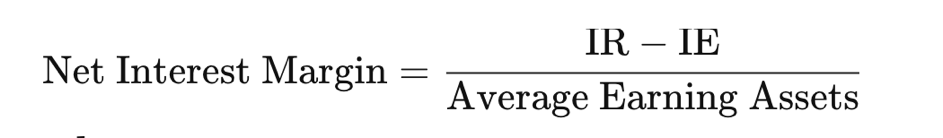 Net Interest Margin = IR − IE
Average Earning Assets